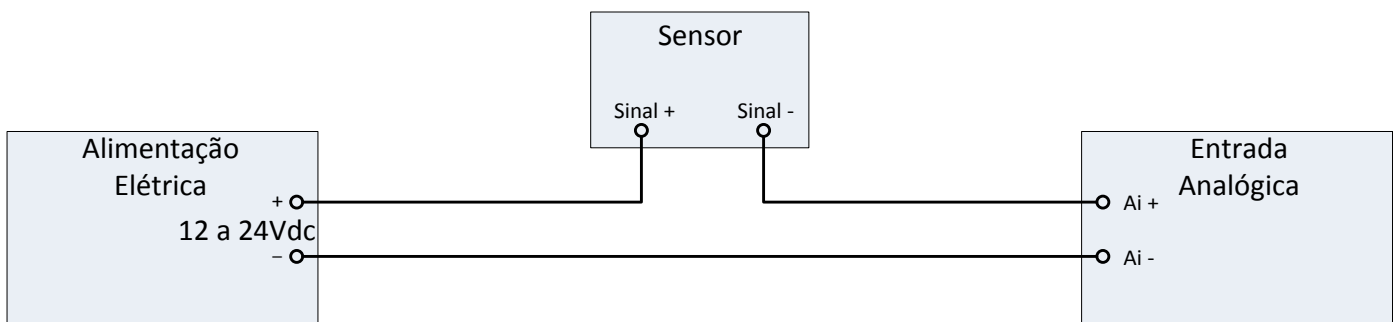 Sensor
Sinal +
Sinal -
Alimentação
Elétrica
+
12 a 24Vdc
–
Entrada
Analógica
Ai +
Ai -